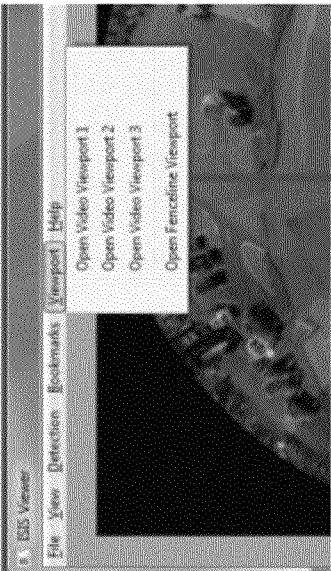 ISIS Viewer
File View Detection Bookmarks Viewport Help
Open Video Viewport 1
Open Video Viewport 2
Open Video Viewport 3
Open Fenceline Viewport